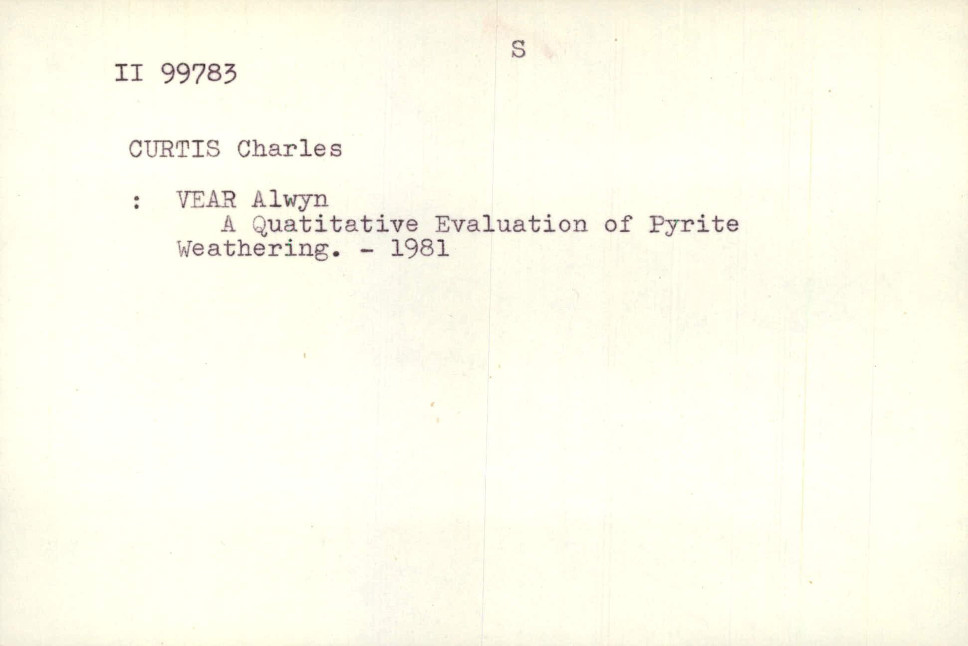 S
II 99783
CURTIS Charles
: VEAR Alwyn
A Quatitative Evaluation of Pyrite
Weathering. - 1981